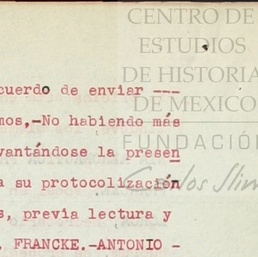 CENTRO DE
ESTUDIOS
DE HISTORIA
DE MEXICO
FUNDACIÓN
Carlos Slim
cuerdo de enviar ---
mos,-No habiendo más
vantándose la presen
a su protocolización
s, previa lectura y
. FRANCKE.-ANTONIO -